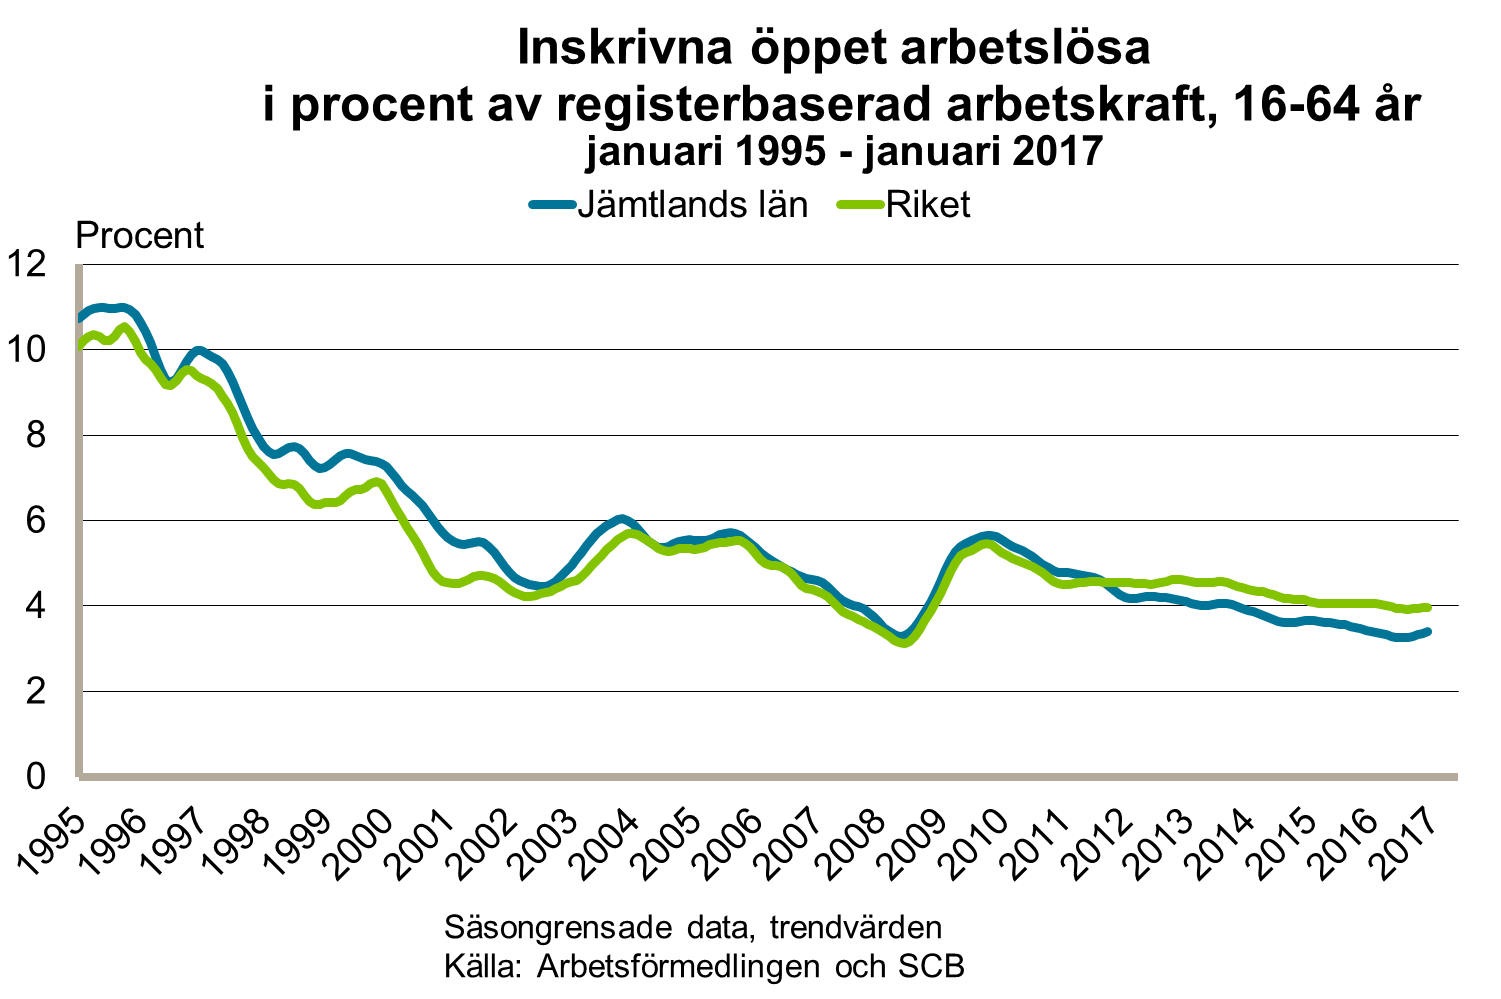 Inskrivna öppet arbetslösa
i procent av registerbaserad arbetskraft, 16-64 år
januari 1995 - januari 2017
Jämtlands län Riket
Procent
12
10
8
6
4
2
0
1995 1996 1997 1998 1999 2000 2001 2002 2003 2004 2005 2006 2007 2008 2009 2010 2011 2012 2013 2014 2015 2016 2017
Säsongrensade data, trendvärden
Källa: Arbetsförmedlingen och SCB